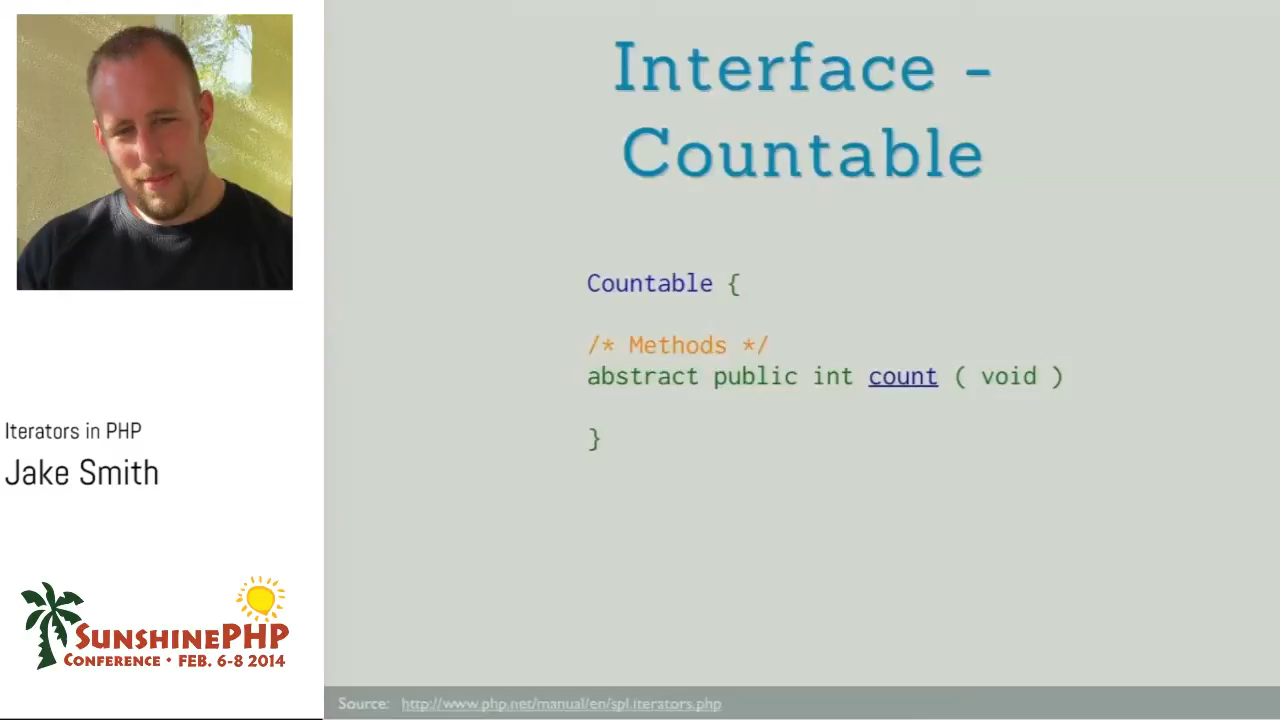 Interface -
Countable
Countable {
/* Methods */
abstract public int count ( void )
}
Iterators in PHP
Jake Smith
SUNSHINEPHP
CONFERENCE • FEB. 6-8 2014
Source: http://www.php.net/manual/en/spl.iterators.php